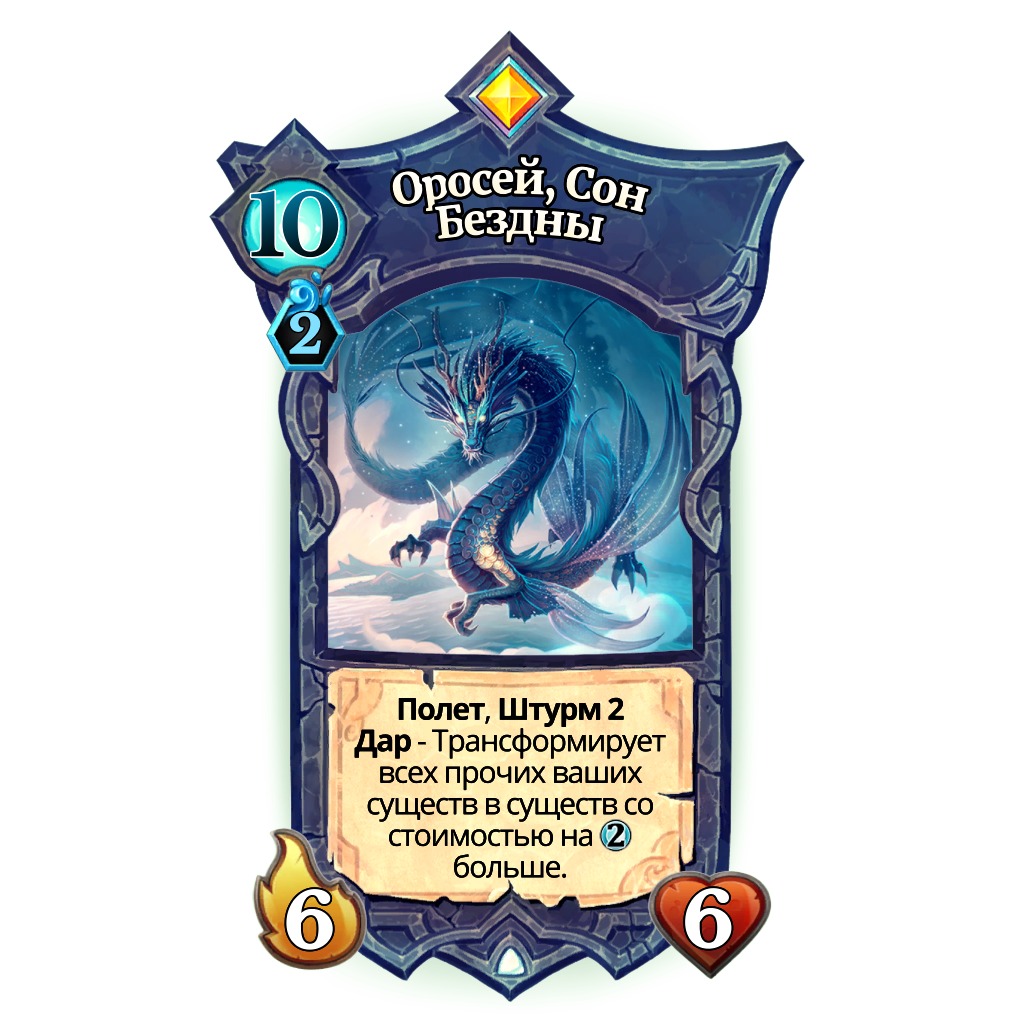 Оросей, Сон
Бездны
10
2
Полет, Штурм 2
Дар - Трансформирует
всех прочих ваших
существ в существ со
стоимостью на 2
больше.
6
6